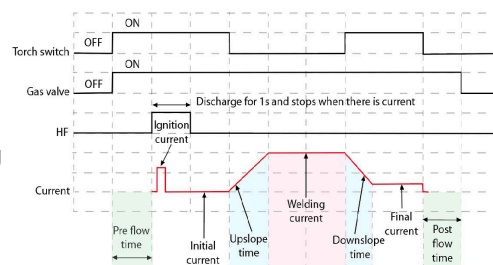 ON
Torch switch
OFF
ON
Gas valve
OFF
Discharge for 1s and stops when there is current
HF
Ignition
current
Current
Pre flow
time
Initial
current
Upslope
time
Welding
current
Downslope
time
Final
current
Post
flow
time